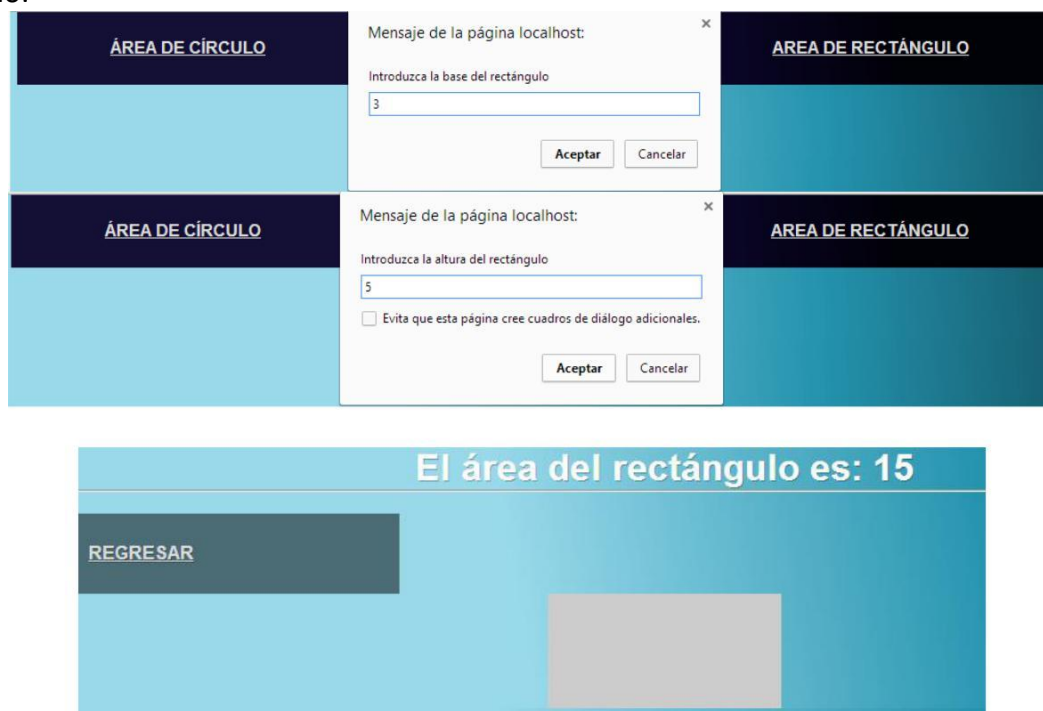 ÁREA DE CÍRCULO
Mensaje de la página localhost:
×
AREA DE RECTÁNGULO
Introduzca la base del rectángulo
3
Aceptar
Cancelar
ÁREA DE CÍRCULO
Mensaje de la página localhost:
×
AREA DE RECTÁNGULO
Introduzca la altura del rectángulo
5
Evita que esta página cree cuadros de diálogo adicionales.
Aceptar
Cancelar
El área del rectángulo es: 15
REGRESAR